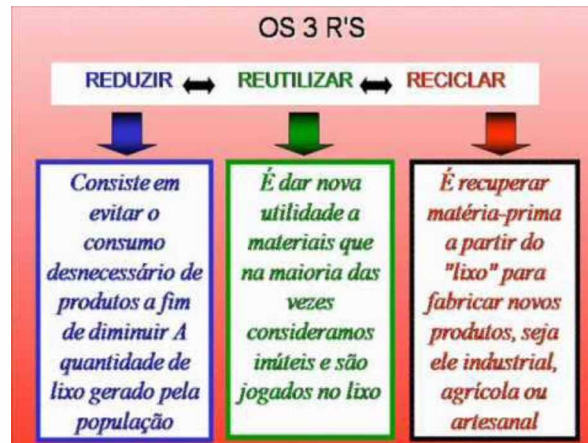 OS 3 R'S
REDUZIR REUTILIZAR RECICLAR
Consiste em
evitar o
consumo
desnecessário de
produtos a fim
de diminuir A
quantidade de
lixo gerado pela
população
É dar nova
utilidade a
materiais que
na maioria das
vezes
consideramos
inúteis e são
jogados no lixo
É recuperar
matéria-prima
a partir do
"lixo" para
fabricar novos
produtos, seja
ele industrial,
agrícola ou
artesanal